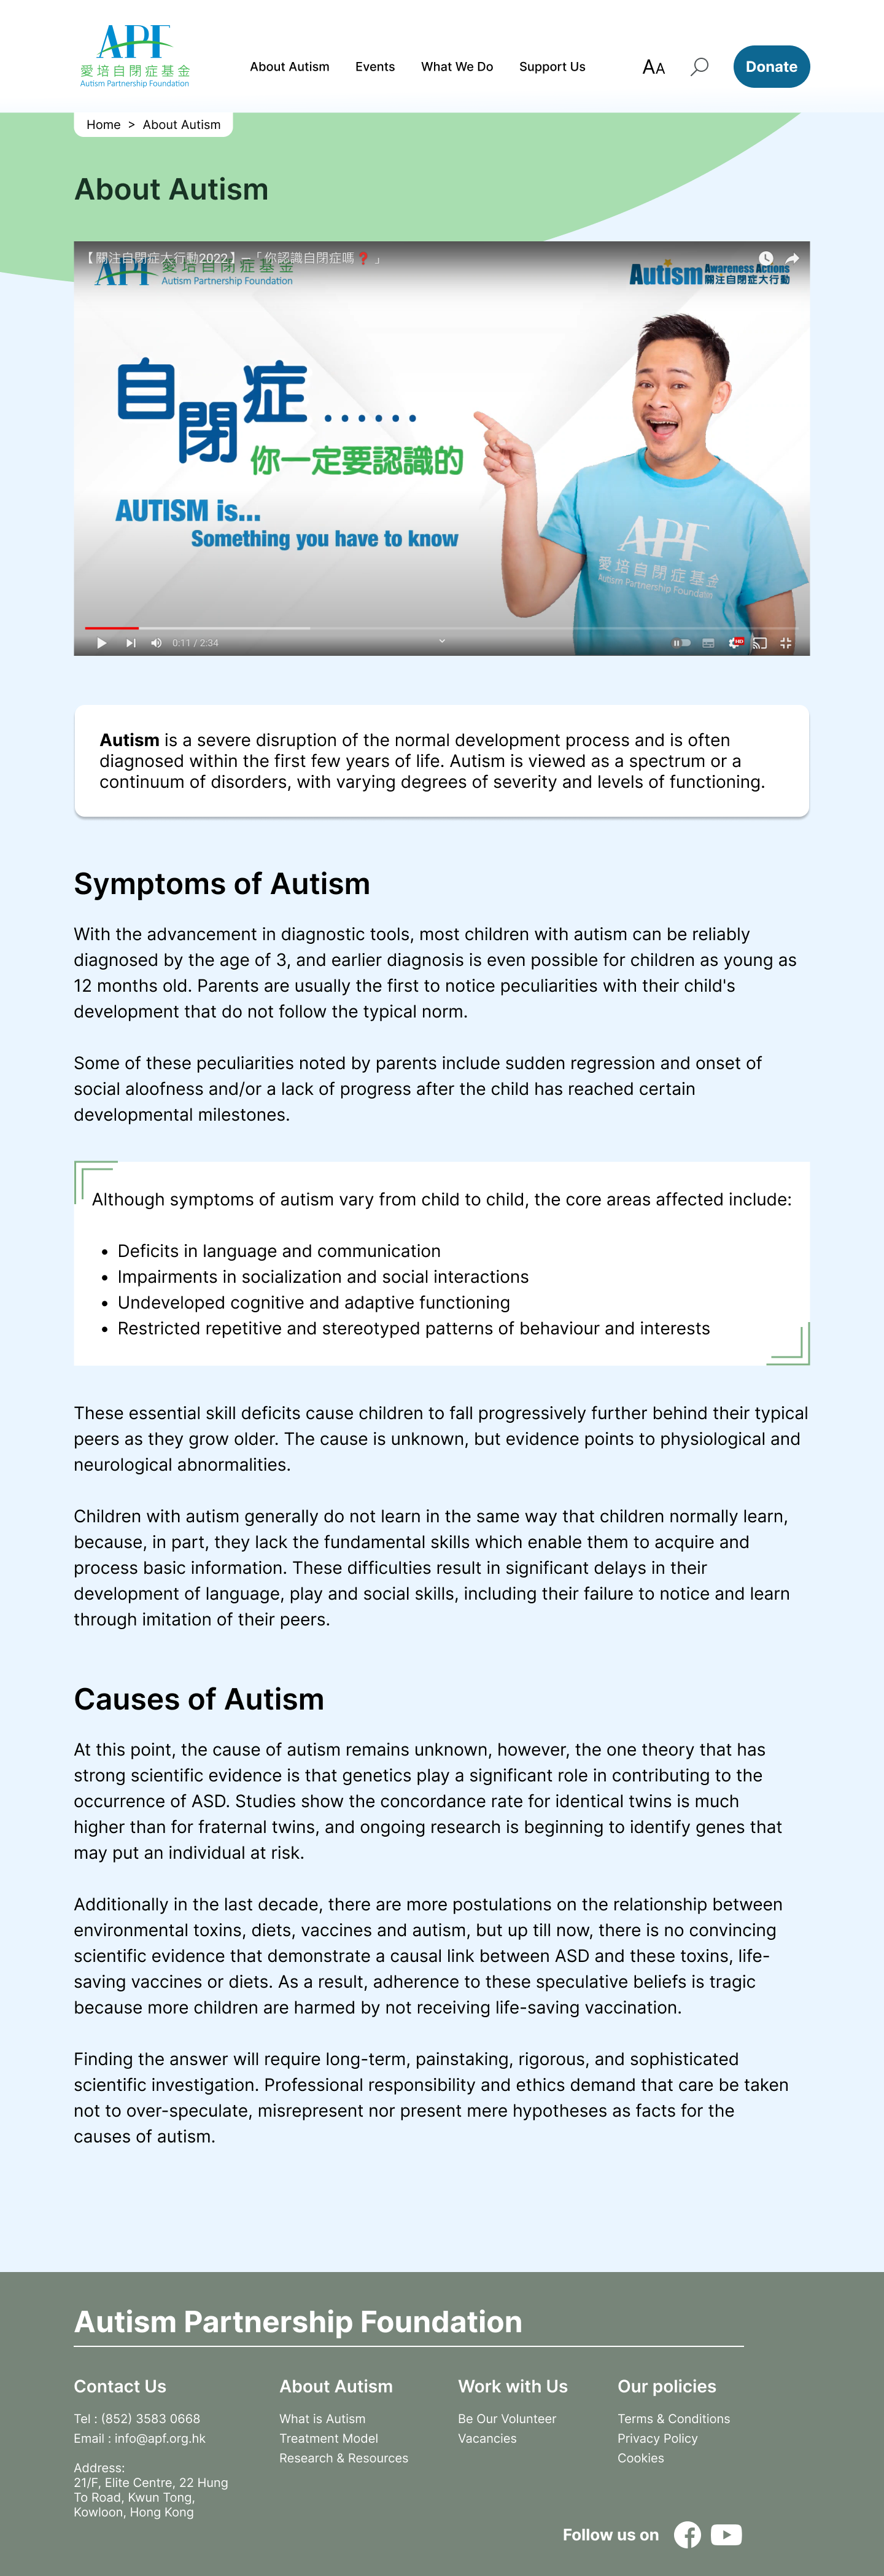 APF
愛培自閉症基金
Autism Partnership Foundation
About Autism
Events
What We Do
Support Us
AA
Donate
Home > About Autism
About Autism
【關注自閉症大行動2022】—「你認識自閉症嗎❓」
APF 愛培自閉症基金
Autism Partnership Foundation
Autism Awareness Actions
關注自閉症大行動
自閉症......
你一定要認識的
AUTISM is...
Something you have to know
APF
愛培自閉症基金
Autism Partnership Foundation
0:11 / 2:34
HD
Autism is a severe disruption of the normal development process and is often
diagnosed within the first few years of life. Autism is viewed as a spectrum or a
continuum of disorders, with varying degrees of severity and levels of functioning.
Symptoms of Autism
With the advancement in diagnostic tools, most children with autism can be reliably
diagnosed by the age of 3, and earlier diagnosis is even possible for children as young as
12 months old. Parents are usually the first to notice peculiarities with their child's
development that do not follow the typical norm.
Some of these peculiarities noted by parents include sudden regression and onset of
social aloofness and/or a lack of progress after the child has reached certain
developmental milestones.
Although symptoms of autism vary from child to child, the core areas affected include:
• Deficits in language and communication
• Impairments in socialization and social interactions
• Undeveloped cognitive and adaptive functioning
• Restricted repetitive and stereotyped patterns of behaviour and interests
These essential skill deficits cause children to fall progressively further behind their typical
peers as they grow older. The cause is unknown, but evidence points to physiological and
neurological abnormalities.
Children with autism generally do not learn in the same way that children normally learn,
because, in part, they lack the fundamental skills which enable them to acquire and
process basic information. These difficulties result in significant delays in their
development of language, play and social skills, including their failure to notice and learn
through imitation of their peers.
Causes of Autism
At this point, the cause of autism remains unknown, however, the one theory that has
strong scientific evidence is that genetics play a significant role in contributing to the
occurrence of ASD. Studies show the concordance rate for identical twins is much
higher than for fraternal twins, and ongoing research is beginning to identify genes that
may put an individual at risk.
Additionally in the last decade, there are more postulations on the relationship between
environmental toxins, diets, vaccines and autism, but up till now, there is no convincing
scientific evidence that demonstrate a causal link between ASD and these toxins, life-
saving vaccines or diets. As a result, adherence to these speculative beliefs is tragic
because more children are harmed by not receiving life-saving vaccination.
Finding the answer will require long-term, painstaking, rigorous, and sophisticated
scientific investigation. Professional responsibility and ethics demand that care be taken
not to over-speculate, misrepresent nor present mere hypotheses as facts for the
causes of autism.
Autism Partnership Foundation
Contact Us
Tel : (852) 3583 0668
Email : info@apf.org.hk
Address:
21/F, Elite Centre, 22 Hung
To Road, Kwun Tong,
Kowloon, Hong Kong
About Autism
What is Autism
Treatment Model
Research & Resources
Work with Us
Be Our Volunteer
Vacancies
Our policies
Terms & Conditions
Privacy Policy
Cookies
Follow us on